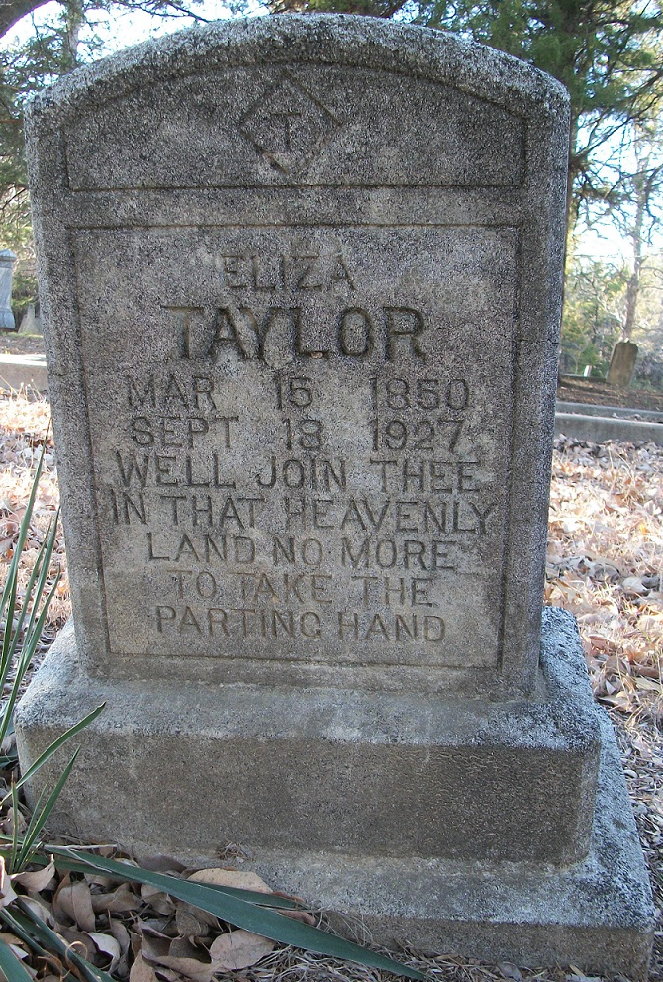 T
ELIZA
TAYLOR
MAR 15 1850
SEPT 18 1927
WELL JOIN THEE
IN THAT HEAVENLY
LAND NO MORE
TO TAKE THE
PARTING HAND